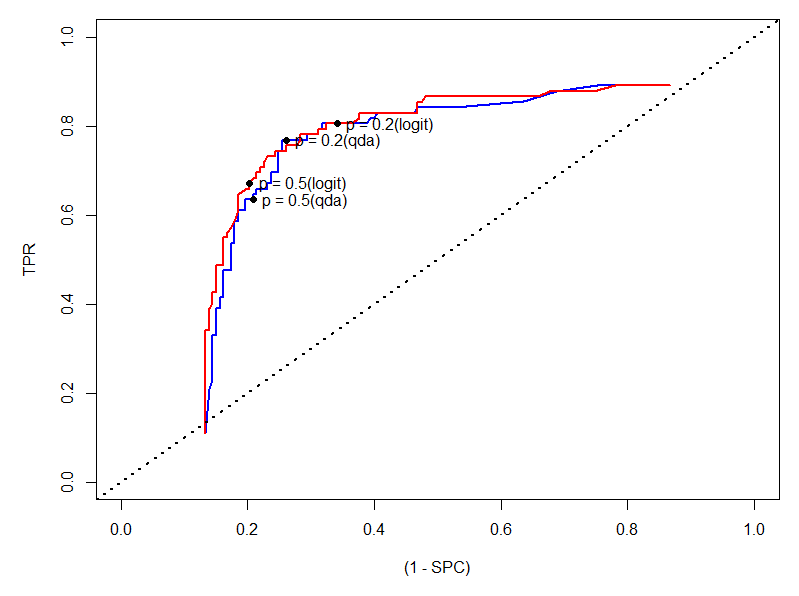 1.0
0.8
0.6
0.4
0.2
0.0
TPR
p = 0.2(logit)
p = 0.2(qda)
p = 0.5(logit)
p = 0.5(qda)
0.0 0.2 0.4 0.6 0.8 1.0
(1 - SPC)